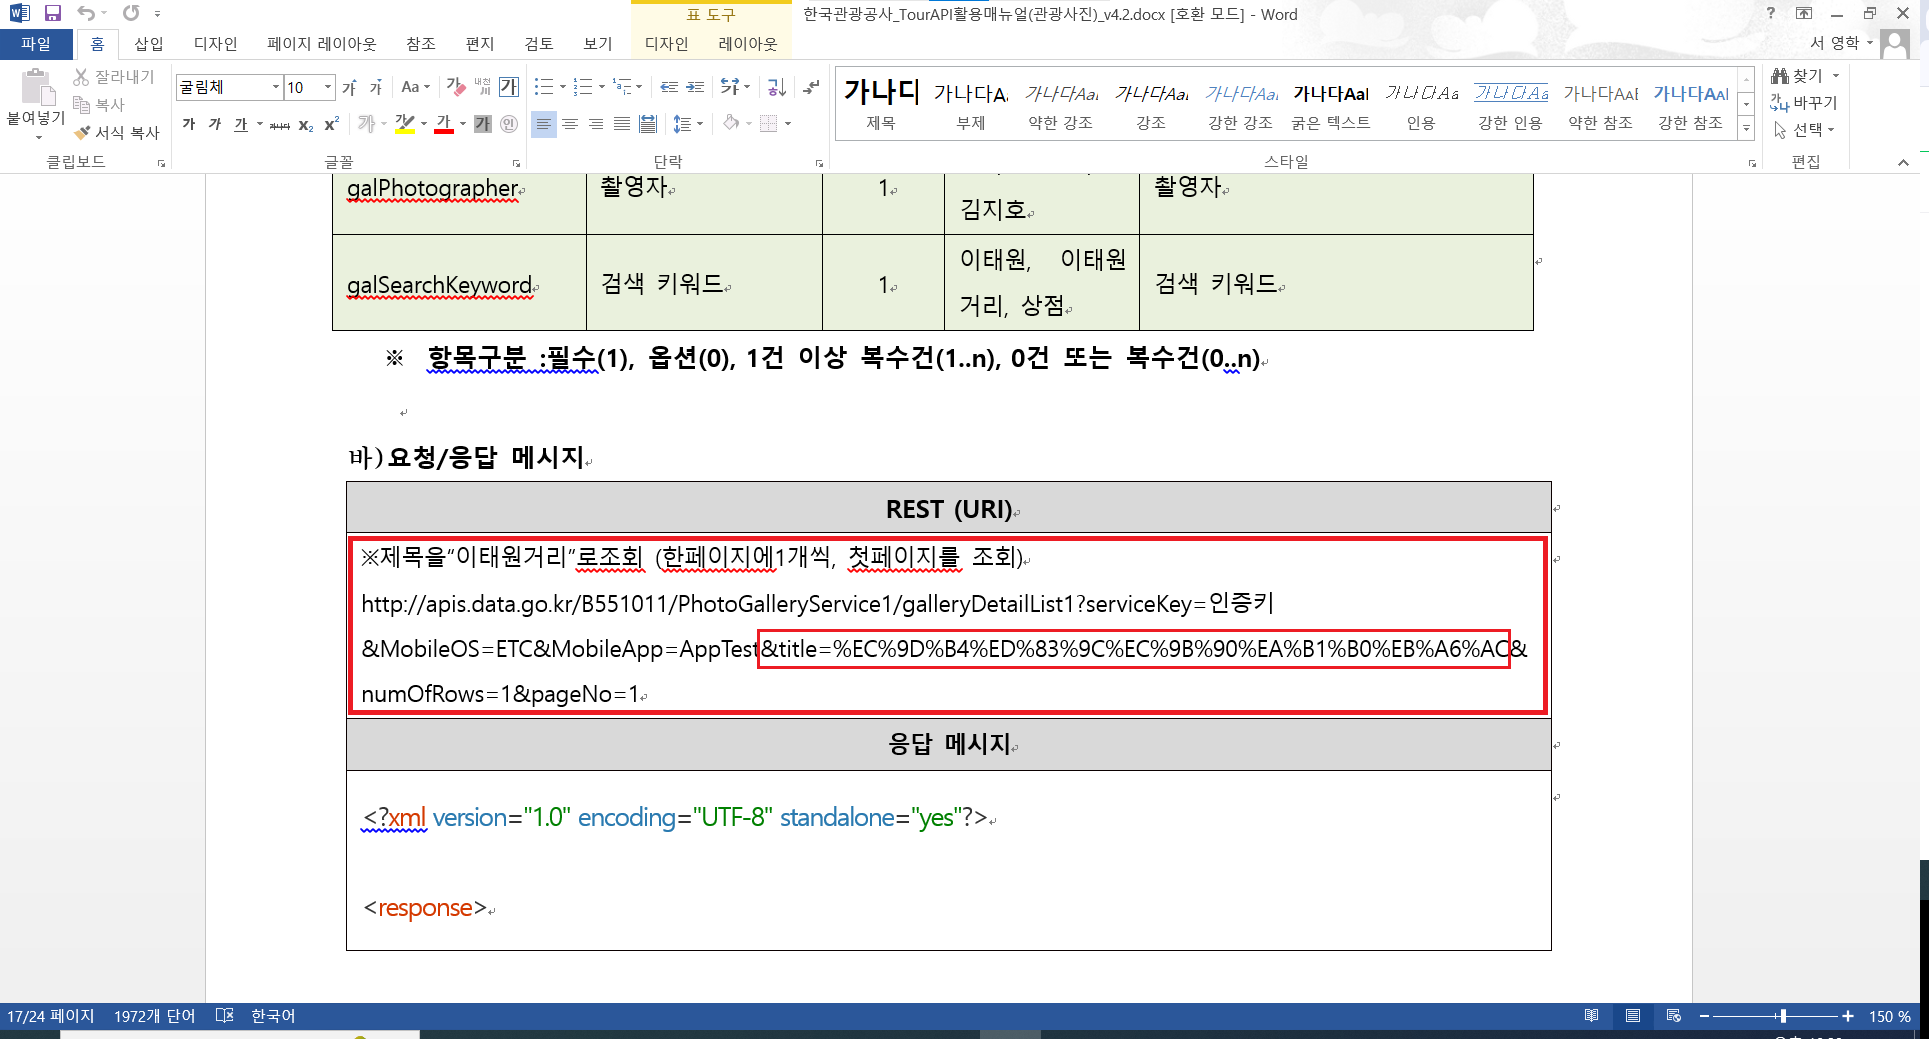 표 도구
한국관광공사_TourAPI활용매뉴얼(관광사진)_v4.2.docx [호환 모드] - Word
?
파일 홈 삽입 디자인 페이지 레이아웃 참조 편지 검토 보기 디자인 레이아웃
서 영학
붙여넣기
잘라내기
복사
서식 복사
클립보드
굴림체 10
글꼴
단락
가나다 제목
가나다Aa 부제
가나다Aa 약한 강조
가나다Aa 강조
가나다Aa 강한 강조
가나다Aa 굵은 텍스트
가나다Aa 인용
가나다Aa 강한 인용
가나다Aa 약한 참조
가나다Aa 강한 참조
스타일
찾기
바꾸기
선택
편집
galPhotographer 촬영자 1 김지호 촬영자
galSearchKeyword 검색 키워드 1 이태원, 이태원 거리, 상점 검색 키워드
※ 항목구분 :필수(1), 옵션(0), 1건 이상 복수건(1..n), 0건 또는 복수건(0..n)
바)요청/응답 메시지
REST (URI)
※제목을"이태원거리"로조회 (한페이지에1개씩, 첫페이지를 조회)
http://apis.data.go.kr/B551011/PhotoGalleryService1/galleryDetailList1?serviceKey=인증키
&MobileOS=ETC&MobileApp=AppTest&title=%EC%9D%B4%ED%83%9C%EC%9B%90%EA%B1%B0%EB%A6%AC&
numOfRows=1&pageNo=1
응답 메시지
<?xml version="1.0" encoding="UTF-8" standalone="yes"?>
<response>
17/24 페이지 1972개 단어 한국어 150 %